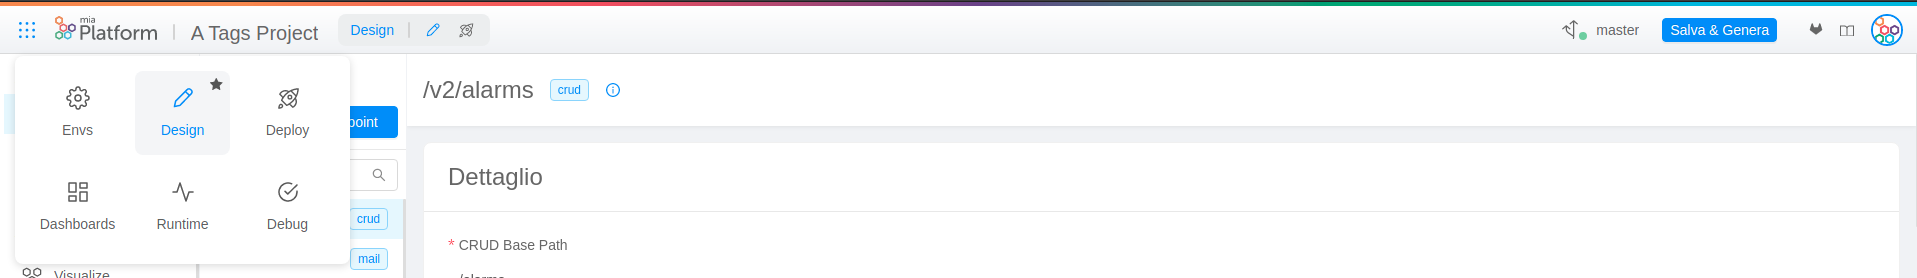 mia
Platform
A Tags Project
Design
master
Salva & Genera
Envs
Design
Deploy
Dashboards
Runtime
Debug
point
crud
mail
Visualize
/v2/alarms
crud
Dettaglio
* CRUD Base Path
/alarms